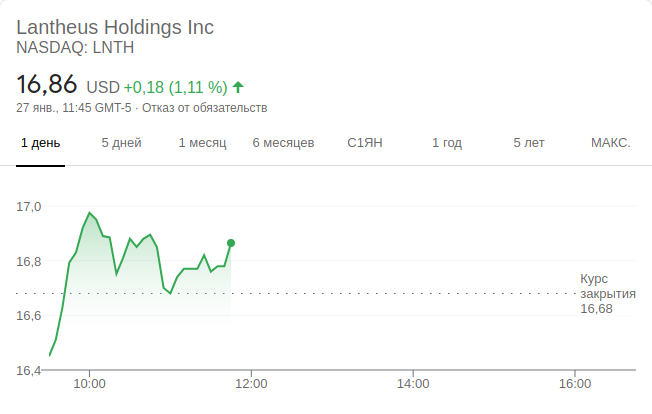 Lantheus Holdings Inc
NASDAQ: LNTH
16,86 USD +0,18 (1,11 %)
27 янв., 11:45 GMT-5 · Отказ от обязательств
1 день 5 дней 1 месяц 6 месяцев С1ЯН 1 год 5 лет МАКС.
17,0
16,8
Курс
закрытия
16,68
16,6
16,4
10:00 12:00 14:00 16:00